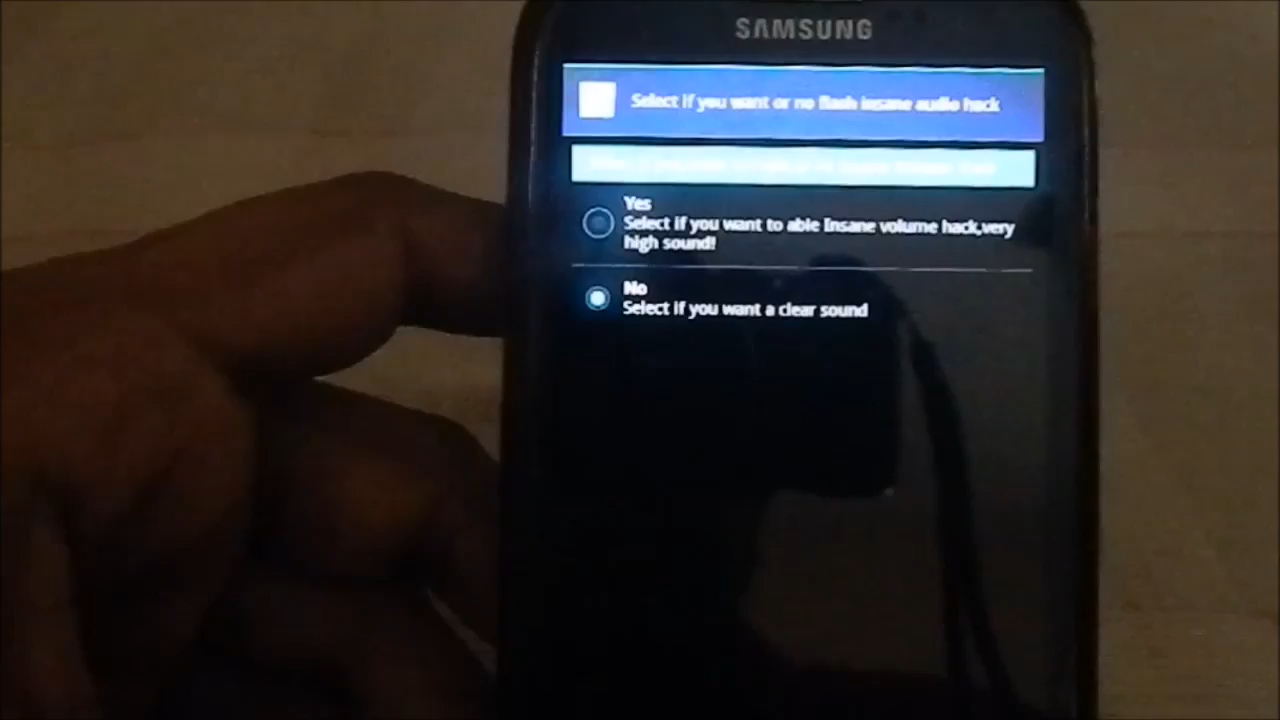 SAMSUNG
Select if you want or no flash insane audio hack
Yes
Select if you want to able Insane volume hack,very
high sound!
No
Select if you want a clear sound